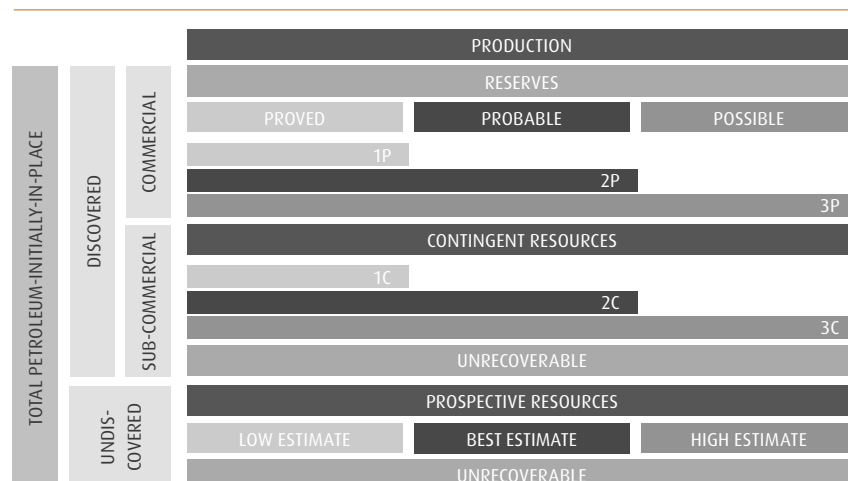 PRODUCTION
RESERVES
PROVED
PROBABLE
POSSIBLE
1P
2P
3P
CONTINGENT RESOURCES
1C
2C
3C
UNRECOVERABLE
PROSPECTIVE RESOURCES
LOW ESTIMATE
BEST ESTIMATE
HIGH ESTIMATE
UNRECOVERABLE
TOTAL PETROLEUM-INITIALLY-IN-PLACE
DISCOVERED
COMMERCIAL
SUB-COMMERCIAL
UNDIS-
COVERED